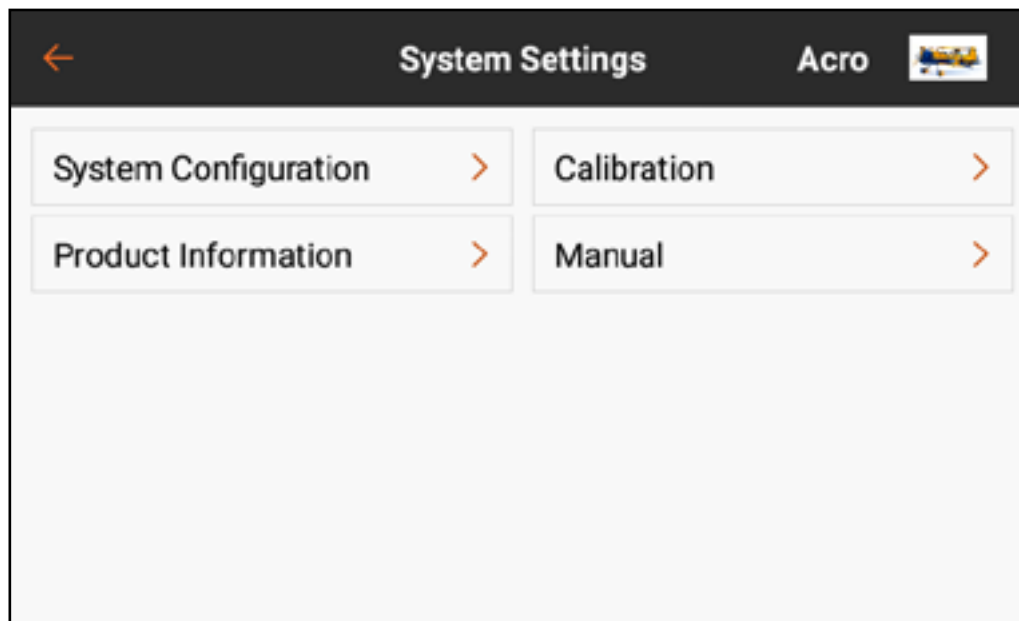 System Settings Acro
System Configuration
Calibration
Product Information
Manual